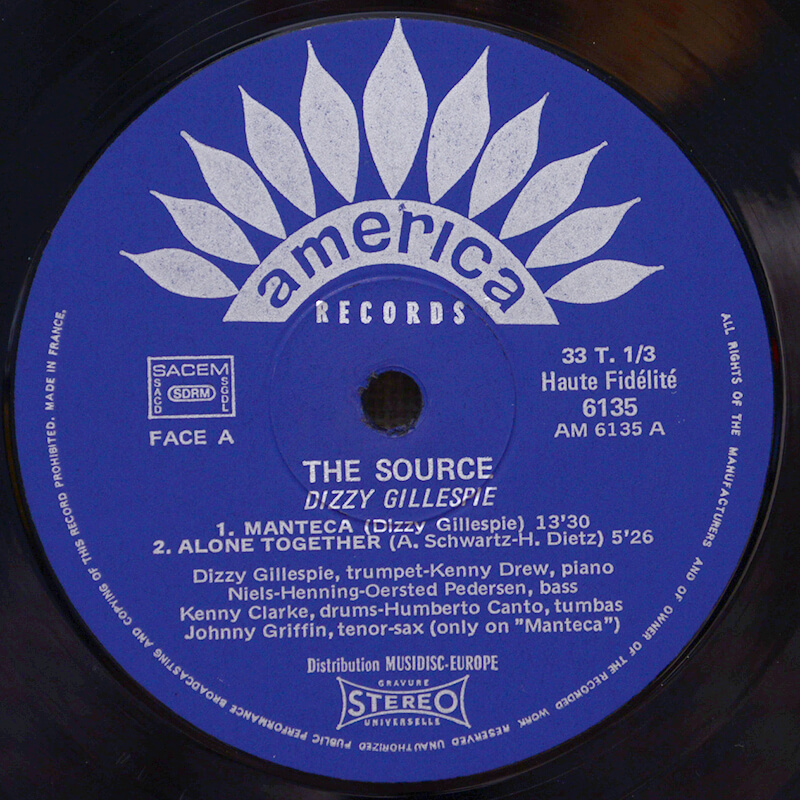 america
RECORDS
SACEM
SACD
SDRM
SGDL
FACE A
33 T. 1/3
Haute Fidélité
6135
AM 6135 A
THE SOURCE
DIZZY GILLESPIE
1. MANTECA (Dizzy Gillespie) 13'30
2. ALONE TOGETHER (A. Schwartz-H. Dietz) 5'26
Dizzy Gillespie, trumpet-Kenny Drew, piano
Niels-Henning-Oersted Pedersen, bass
Kenny Clarke, drums-Humberto Canto, tumbas
Johnny Griffin, tenor-sax (only on "Manteca")
Distribution MUSIDISC-EUROPE
GRAVURE
STEREO
UNIVERSELLE
ALL RIGHTS OF THE MANUFACTURERS AND OF OWNER OF THE RECORDED WORK RESERVED UNAUTHORIZED PUBLIC PERFORMANCE BROADCASTING AND COPYING OF THIS RECORD PROHIBITED. MADE IN FRANCE.